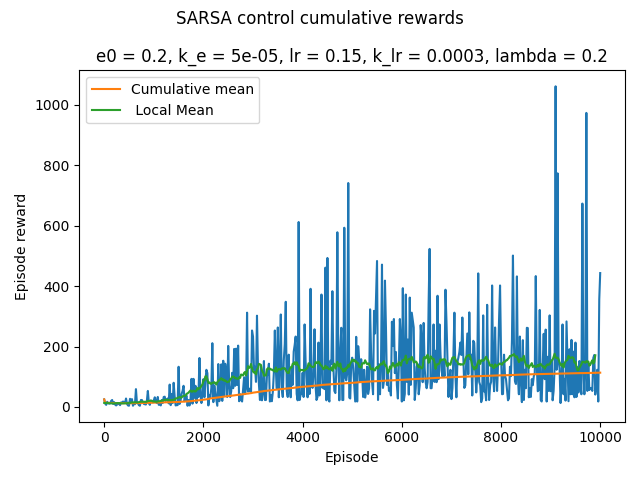 SARSA control cumulative rewards
e0 = 0.2, k_e = 5e-05, lr = 0.15, k_lr = 0.0003, lambda = 0.2
Cumulative mean
Local Mean
1000
800
600
400
200
0
Episode reward
0 2000 4000 6000 8000 10000
Episode